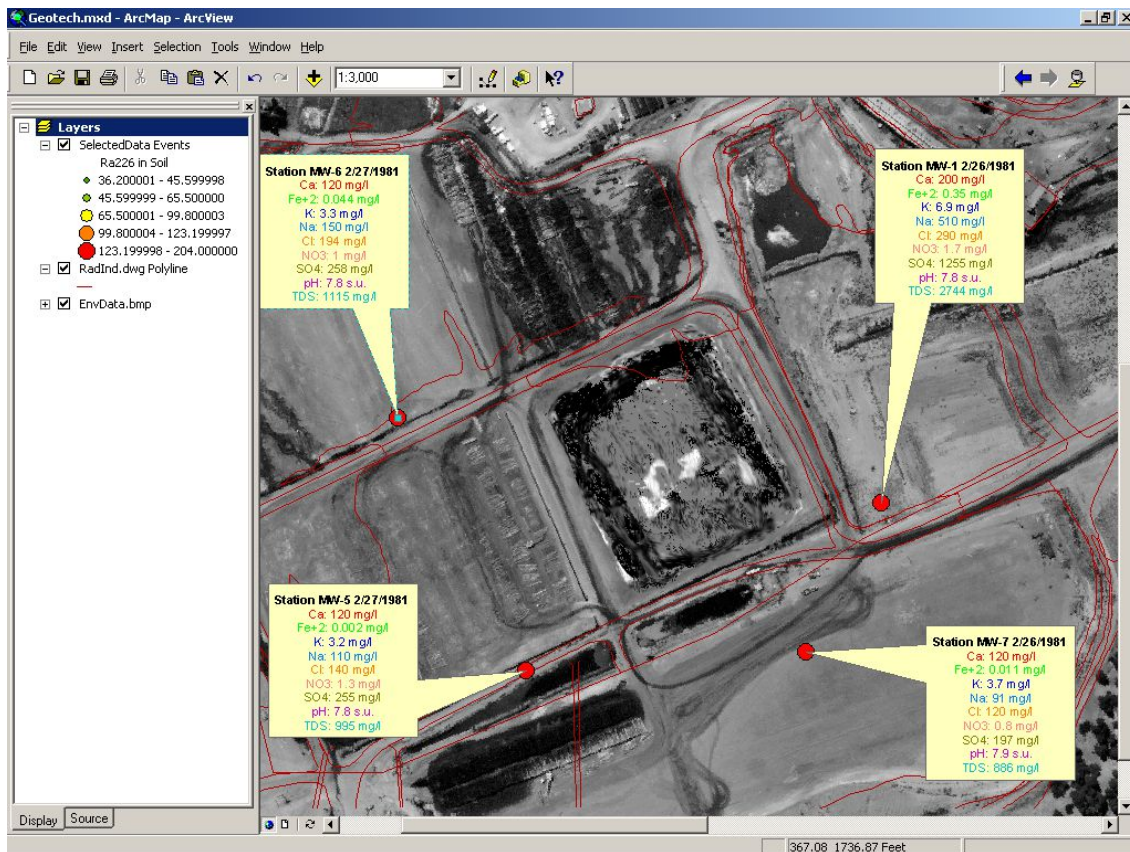 Geotech.mxd - ArcMap - ArcView
File Edit View Insert Selection Tools Window Help
1:3,000
Layers
SelectedData Events
Ra226 in Soil
36.200001 - 45.599998
45.599999 - 65.500000
65.500001 - 99.800003
99.800004 - 123.199997
123.199998 - 204.000000
RadInd.dwg Polyline
EnvData.bmp
Station MW-6 2/27/1981
Ca: 120 mg/l
Fe+2: 0.044 mg/l
K: 3.3 mg/l
Na: 150 mg/l
Cl: 194 mg/l
NO3: 1 mg/l
SO4: 258 mg/l
pH: 7.8 s.u.
TDS: 1115 mg/l
Station MW-1 2/26/1981
Ca: 200 mg/l
Fe+2: 0.35 mg/l
K: 6.9 mg/l
Na: 510 mg/l
Cl: 290 mg/l
NO3: 1.7 mg/l
SO4: 1255 mg/l
pH: 7.8 s.u.
TDS: 2744 mg/l
Station MW-5 2/27/1981
Ca: 120 mg/l
Fe+2: 0.002 mg/l
K: 3.2 mg/l
Na: 110 mg/l
Cl: 140 mg/l
NO3: 1.3 mg/l
SO4: 255 mg/l
pH: 7.8 s.u.
TDS: 995 mg/l
Station MW-7 2/26/1981
Ca: 120 mg/l
Fe+2: 0.011 mg/l
K: 3.7 mg/l
Na: 91 mg/l
Cl: 120 mg/l
NO3: 0.8 mg/l
SO4: 197 mg/l
pH: 7.9 s.u.
TDS: 886 mg/l
Display Source
367.08 1736.87 Feet